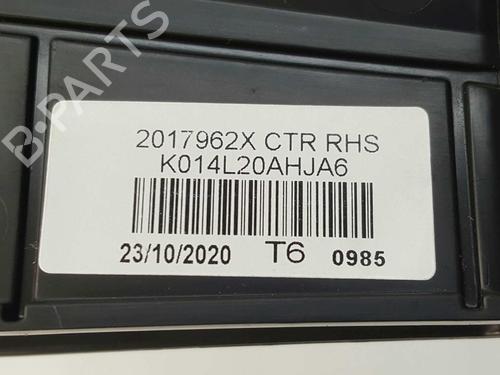 2017962X CTR RHS
K014L20AHJA6
23/10/2020 T6 0985
B-PARTS